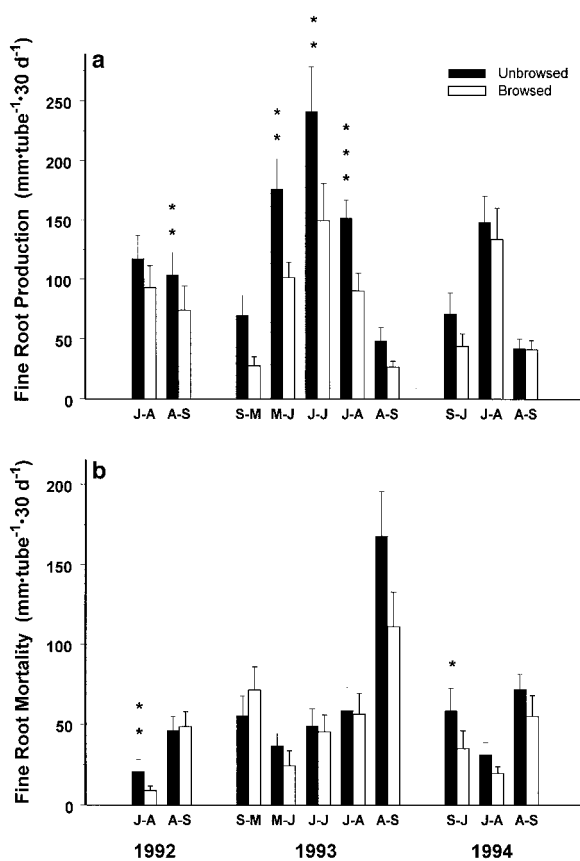 a
Unbrowsed
Browsed
Fine Root Production (mm·tube⁻¹·30 d⁻¹)
250
200
150
100
50
0
* *
* *
* *
* * *
J-A A-S S-M M-J J-J J-A A-S S-J J-A A-S
b
Fine Root Mortality (mm·tube⁻¹·30 d⁻¹)
200
150
100
50
0
* *
*
J-A A-S S-M M-J J-J J-A A-S S-J J-A A-S
1992 1993 1994